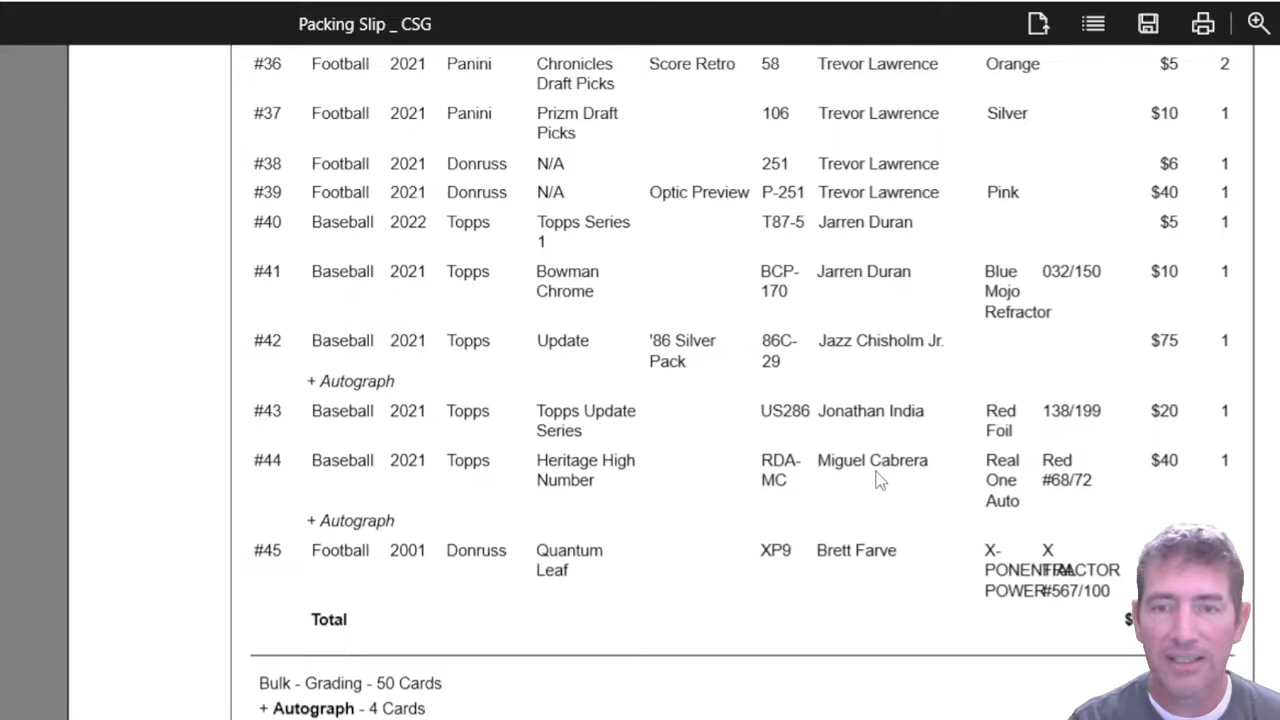 Packing Slip _ CSG
#36 Football 2021 Panini Chronicles Draft Picks Score Retro 58 Trevor Lawrence Orange $5 2
#37 Football 2021 Panini Prizm Draft Picks 106 Trevor Lawrence Silver $10 1
#38 Football 2021 Donruss N/A 251 Trevor Lawrence $6 1
#39 Football 2021 Donruss N/A Optic Preview P-251 Trevor Lawrence Pink $40 1
#40 Baseball 2022 Topps Topps Series 1 T87-5 Jarren Duran $5 1
#41 Baseball 2021 Topps Bowman Chrome BCP-170 Jarren Duran Blue Mojo Refractor 032/150 $10 1
#42 Baseball 2021 Topps Update '86 Silver Pack 86C-29 Jazz Chisholm Jr. $75 1
+ Autograph
#43 Baseball 2021 Topps Topps Update Series US286 Jonathan India Red Foil 138/199 $20 1
#44 Baseball 2021 Topps Heritage High Number RDA-MC Miguel Cabrera Real One Auto Red #68/72 $40 1
+ Autograph
#45 Football 2001 Donruss Quantum Leaf XP9 Brett Farve X- POWER X #567/100
Total $
Bulk - Grading - 50 Cards
+ Autograph - 4 Cards